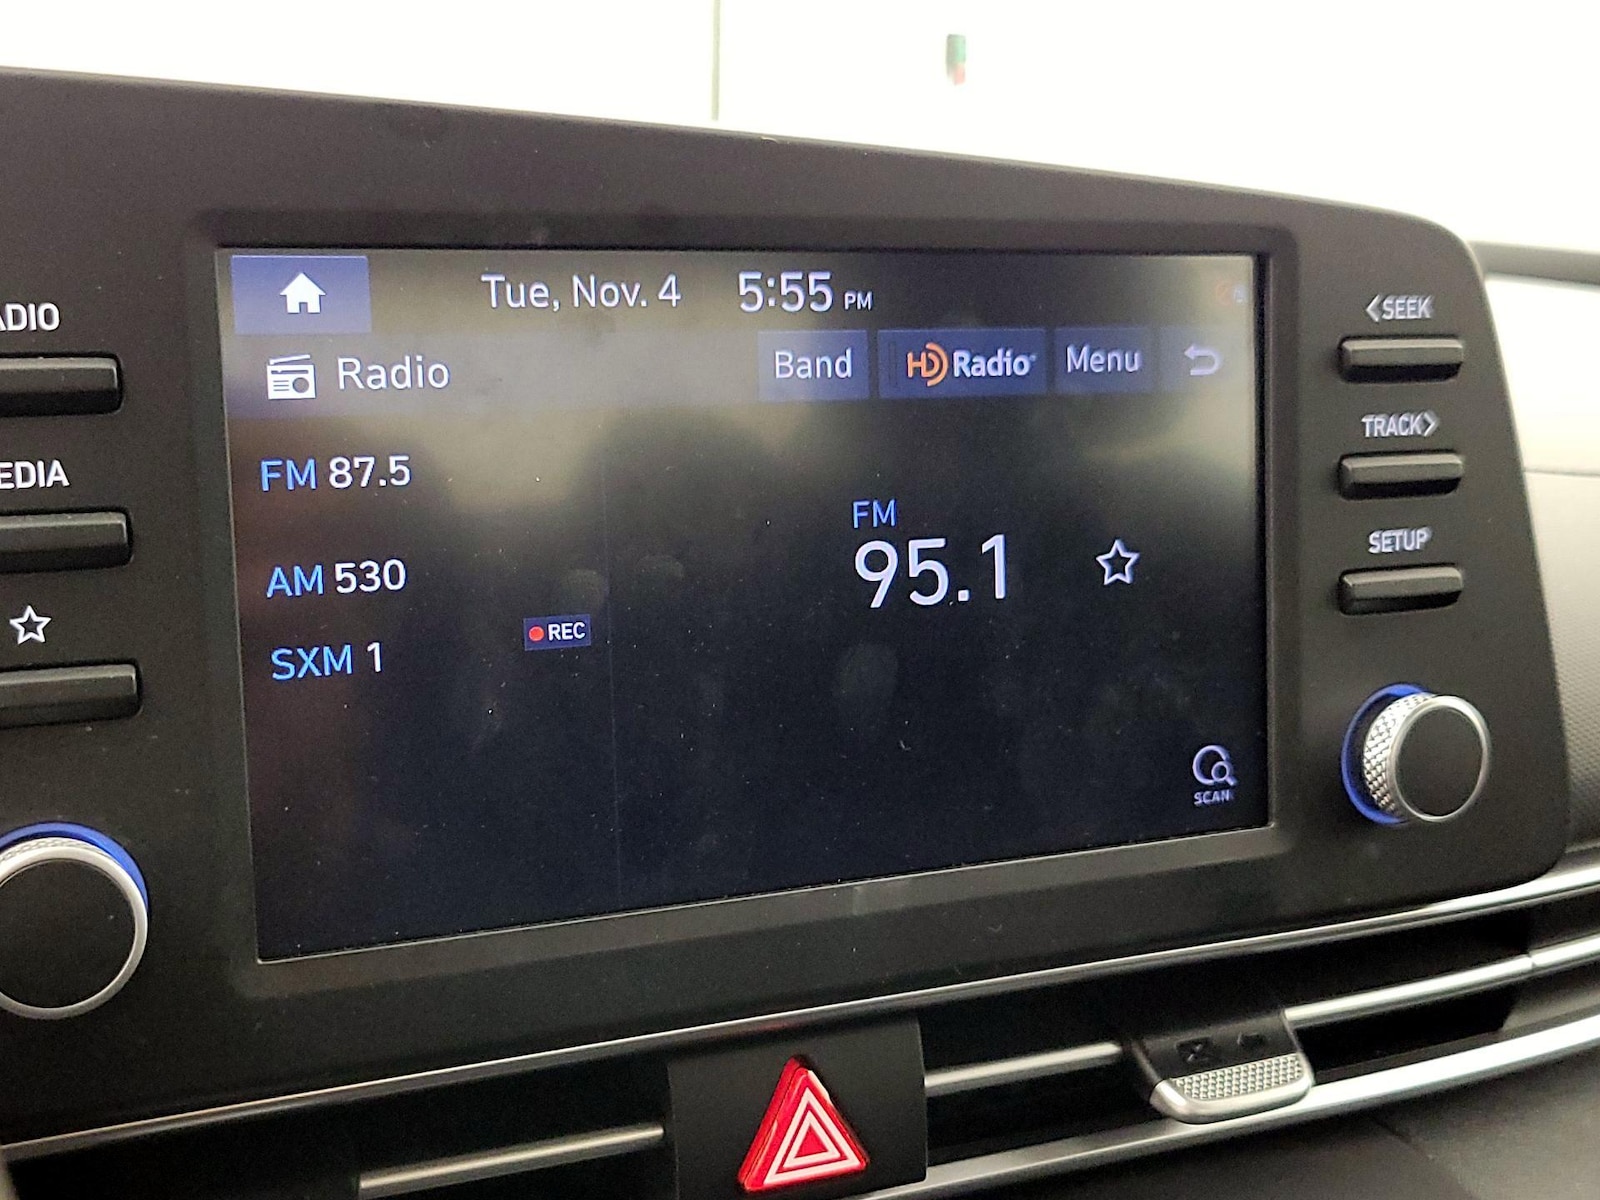 Tue, Nov. 4 5:55 PM
Radio Band HD Radio Menu
FM 87.5
AM 530
SXM 1
REC
FM
95.1
SCAN
ADIO
EDIA
<SEEK
TRACK>
SETUP